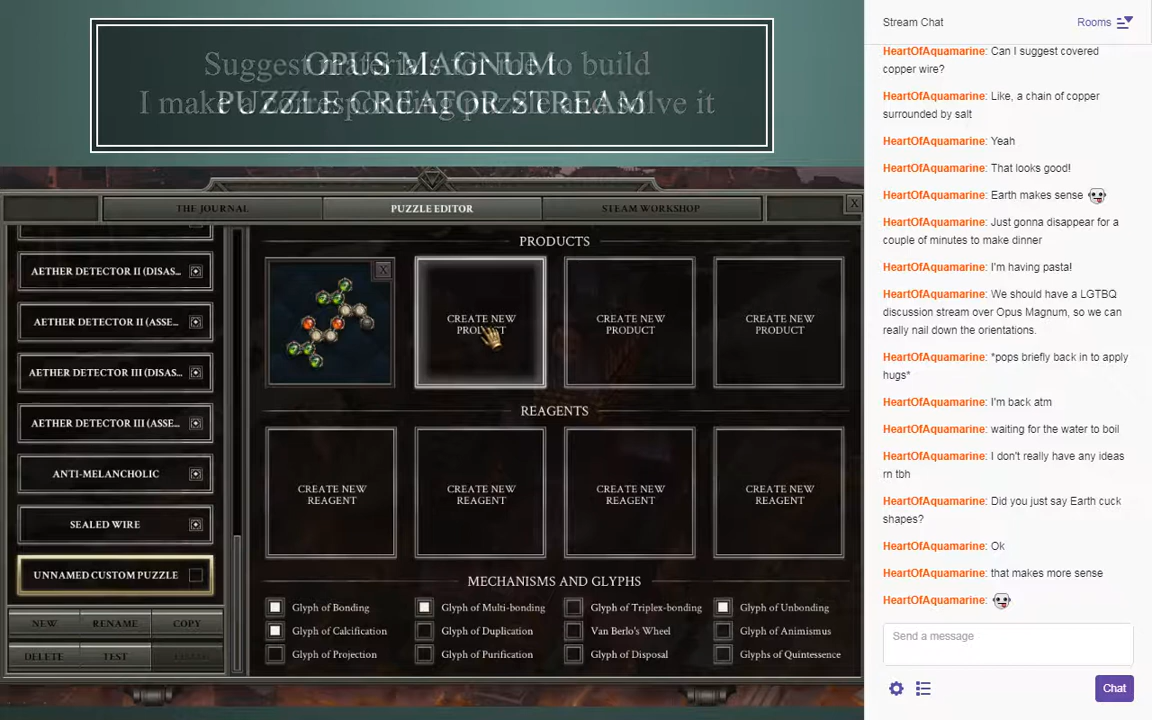 Suggest materials for me to build
OPUS MAGNUM
I make a corresponding puzzle and solve it
PUZZLE CREATOR STREAM
THE JOURNAL
PUZZLE EDITOR
STEAM WORKSHOP
X
AETHER DETECTOR II (DISAS...
AETHER DETECTOR II (ASSE...
AETHER DETECTOR III (DISAS...
AETHER DETECTOR III (ASSE...
ANTI-MELANCHOLIC
SEALED WIRE
UNNAMED CUSTOM PUZZLE
NEW
RENAME
COPY
DELETE
TEST
PRODUCTS
X
CREATE NEW
PRODUCT
CREATE NEW
PRODUCT
CREATE NEW
PRODUCT
REAGENTS
CREATE NEW
REAGENT
CREATE NEW
REAGENT
CREATE NEW
REAGENT
CREATE NEW
REAGENT
MECHANISMS AND GLYPHS
Glyph of Bonding
Glyph of Multi-bonding
Glyph of Triplex-bonding
Glyph of Unbonding
Glyph of Calcification
Glyph of Duplication
Van Berlo's Wheel
Glyph of Animismus
Glyph of Projection
Glyph of Purification
Glyph of Disposal
Glyphs of Quintessence
Stream Chat
Rooms
HeartOfAquamarine: Can I suggest covered
copper wire?
HeartOfAquamarine: Like, a chain of copper
surrounded by salt
HeartOfAquamarine: Yeah
HeartOfAquamarine: That looks good!
HeartOfAquamarine: Earth makes sense
HeartOfAquamarine: Just gonna disappear for a
couple of minutes to make dinner
HeartOfAquamarine: I'm having pasta!
HeartOfAquamarine: We should have a LGTBQ
discussion stream over Opus Magnum, so we can
really nail down the orientations.
HeartOfAquamarine: *pops briefly back in to apply
hugs*
HeartOfAquamarine: I'm back atm
HeartOfAquamarine: waiting for the water to boil
HeartOfAquamarine: I don't really have any ideas
rn tbh
HeartOfAquamarine: Did you just say Earth cuck
shapes?
HeartOfAquamarine: Ok
HeartOfAquamarine: that makes more sense
HeartOfAquamarine:
Send a message
Chat